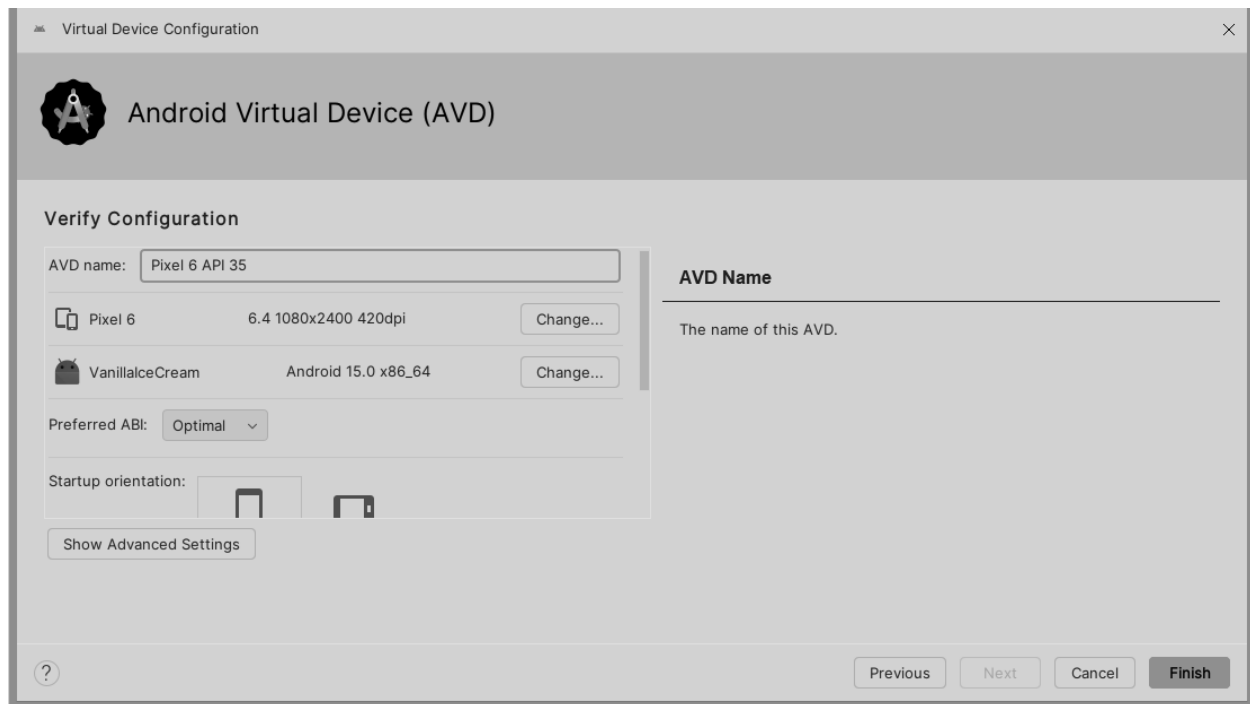 Virtual Device Configuration
Android Virtual Device (AVD)
Verify Configuration
AVD name: Pixel 6 API 35
Pixel 6 6.4 1080x2400 420dpi Change...
VanillaIceCream Android 15.0 x86_64 Change...
Preferred ABI: Optimal
Startup orientation:
Show Advanced Settings
AVD Name
The name of this AVD.
?
Previous Next Cancel Finish